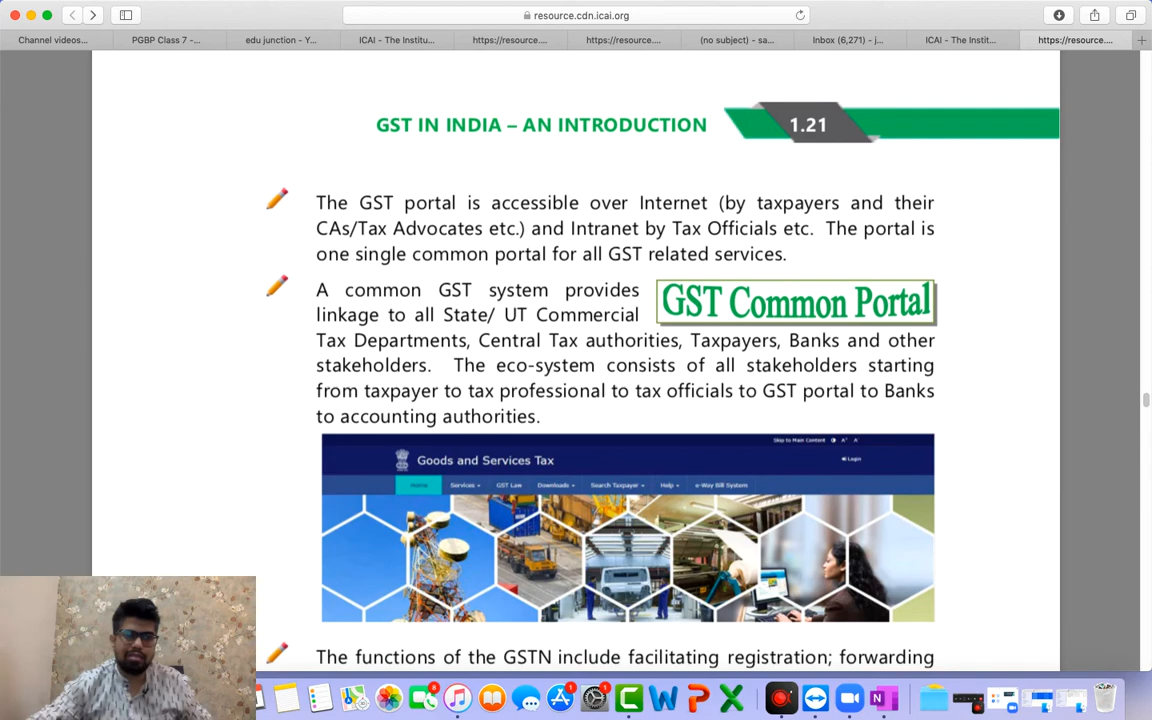 resource.cdn.icai.org
Channel videos...
PGBP Class 7 -...
edu junction - Y...
ICAI - The Institu...
https://resource....
https://resource....
(no subject) - sa...
Inbox (6,271) - j...
ICAI - The Instit...
https://resource....
GST IN INDIA – AN INTRODUCTION
1.21
The GST portal is accessible over Internet (by taxpayers and their
CAs/Tax Advocates etc.) and Intranet by Tax Officials etc. The portal is
one single common portal for all GST related services.
A common GST system provides
linkage to all State/ UT Commercial
GST Common Portal
Tax Departments, Central Tax authorities, Taxpayers, Banks and other
stakeholders. The eco-system consists of all stakeholders starting
from taxpayer to tax professional to tax officials to GST portal to Banks
to accounting authorities.
Skip to Main Content A+ A-
Goods and Services Tax
Login
Home Services GST Law Downloads Search Taxpayer Help e-Way Bill System
The functions of the GSTN include facilitating registration; forwarding